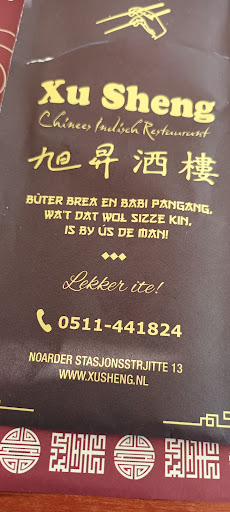 Xu Sheng
Chinees Indisch Restaurant
旭昇酒樓
BÛTER BREA EN BABI PANGANG,
WA'T DAT WOL SIZZE KIN,
IS BY ÚS DE MAN!
Lekker ite!
0511-441824
NOARDER STASJONSSTRJITTE 13
WWW.XUSHENG.NL